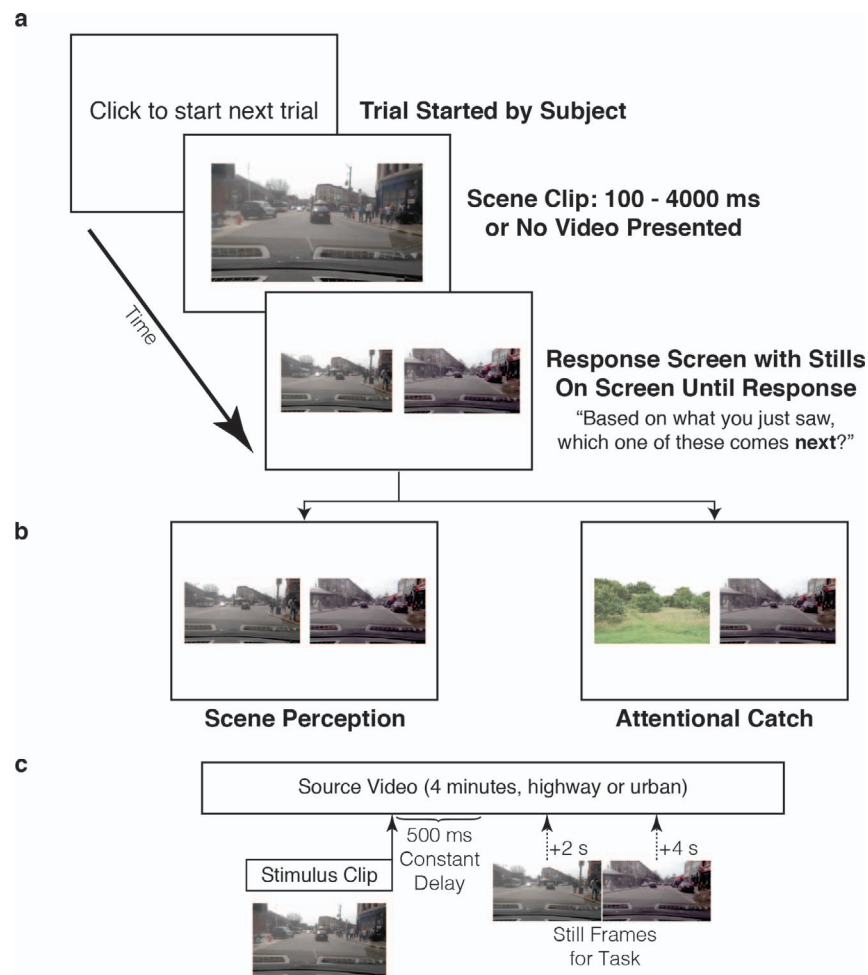 a
Click to start next trial
Trial Started by Subject
Scene Clip: 100 - 4000 ms
or No Video Presented
Time
Response Screen with Stills
On Screen Until Response
“Based on what you just saw,
which one of these comes next?”
b
Scene Perception
Attentional Catch
c
Source Video (4 minutes, highway or urban)
500 ms
Constant
Delay
+2 s
+4 s
Stimulus Clip
Still Frames
for Task